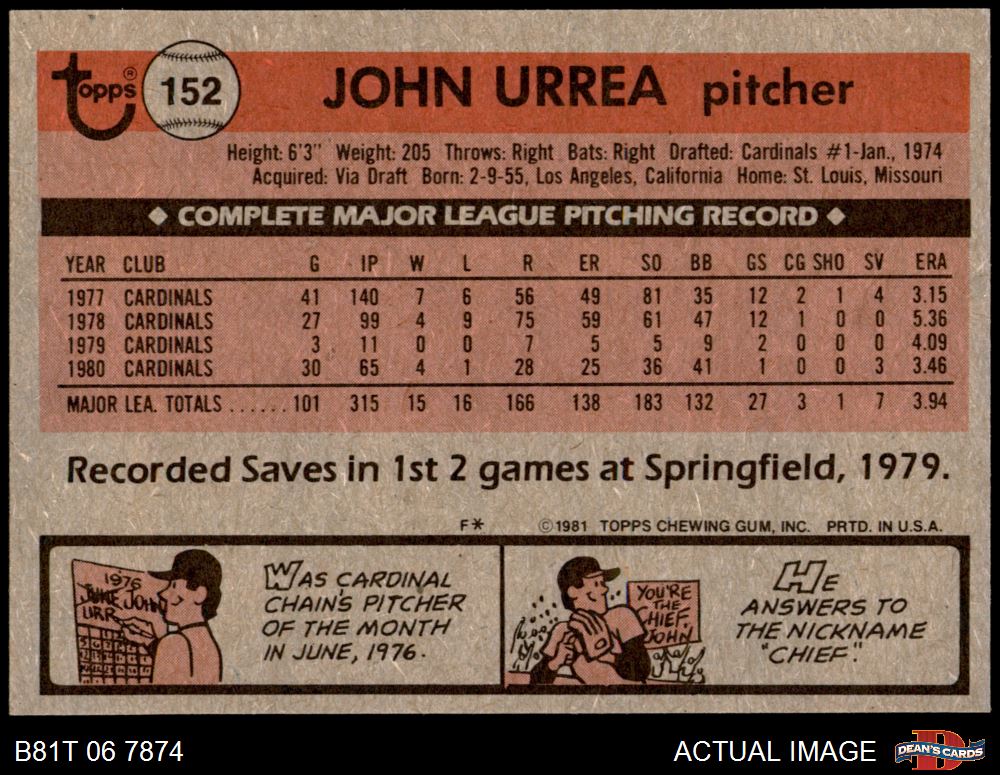 Topps® 152 JOHN URREA pitcher
Height: 6'3" Weight: 205 Throws: Right Bats: Right Drafted: Cardinals #1-Jan., 1974
Acquired: Via Draft Born: 2-9-55, Los Angeles, California Home: St. Louis, Missouri
◆ COMPLETE MAJOR LEAGUE PITCHING RECORD ◆
YEAR CLUB G IP W L R ER SO BB GS CG SHO SV ERA
1977 CARDINALS 41 140 7 6 56 49 81 35 12 2 1 4 3.15
1978 CARDINALS 27 99 4 9 75 59 61 47 12 1 0 0 5.36
1979 CARDINALS 3 11 0 0 7 5 5 9 2 0 0 0 4.09
1980 CARDINALS 30 65 4 1 28 25 36 41 1 0 0 3 3.46
MAJOR LEA. TOTALS ......101 315 15 16 166 138 183 132 27 3 1 7 3.94
Recorded Saves in 1st 2 games at Springfield, 1979.
F* ©1981 TOPPS CHEWING GUM, INC. PRTD. IN U.S.A.
1976
JUNE JOHN
URR
WAS CARDINAL
CHAIN'S PITCHER
OF THE MONTH
IN JUNE, 1976.
YOU'RE
THE
CHIEF,
JOHN
HE
ANSWERS TO
THE NICKNAME
"CHIEF".
B81T 06 7874 ACTUAL IMAGE DEAN'S CARDS